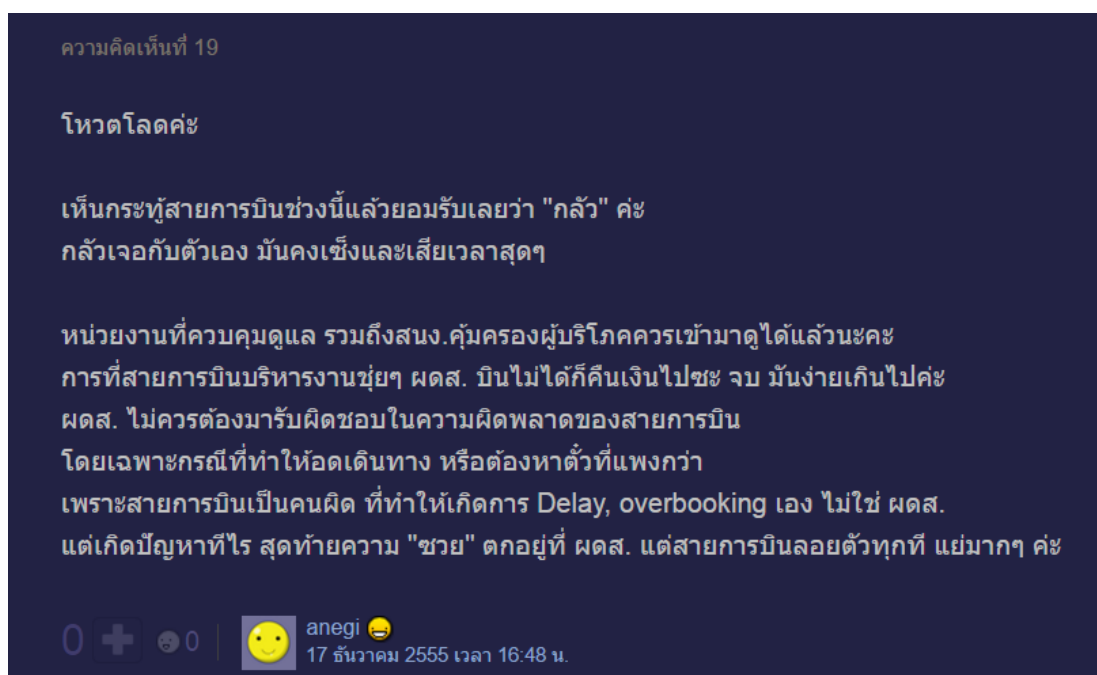 ความคิดเห็นที่ 19
โหวตโลดค่ะ
เห็นกระทู้สายการบินช่วงนี้แล้วยอมรับเลยว่า "กลัว" ค่ะ
กลัวเจอกับตัวเอง มันคงเซ็งและเสียเวลาสุดๆ
หน่วยงานที่ควบคุมดูแล รวมถึงสนง.คุ้มครองผู้บริโภคควรเข้ามาดูได้แล้วนะคะ
การที่สายการบินบริหารงานชุ่ยๆ ผดส. บินไม่ได้ก็คืนเงินไปซะ จบ มันง่ายเกินไปค่ะ
ผดส. ไม่ควรต้องมารับผิดชอบในความผิดพลาดของสายการบิน
โดยเฉพาะกรณีที่ทำให้อดเดินทาง หรือต้องหาตั๋วที่แพงกว่า
เพราะสายการบินเป็นคนผิด ที่ทำให้เกิดการ Delay, overbooking เอง ไม่ใช่ ผดส.
แต่เกิดปัญหาทีไร สุดท้ายความ "ซวย" ตกอยู่ที่ ผดส. แต่สายการบินลอยตัวทุกที แย่มากๆ ค่ะ
0 0 anegi
17 ธันวาคม 2555 เวลา 16:48 น.